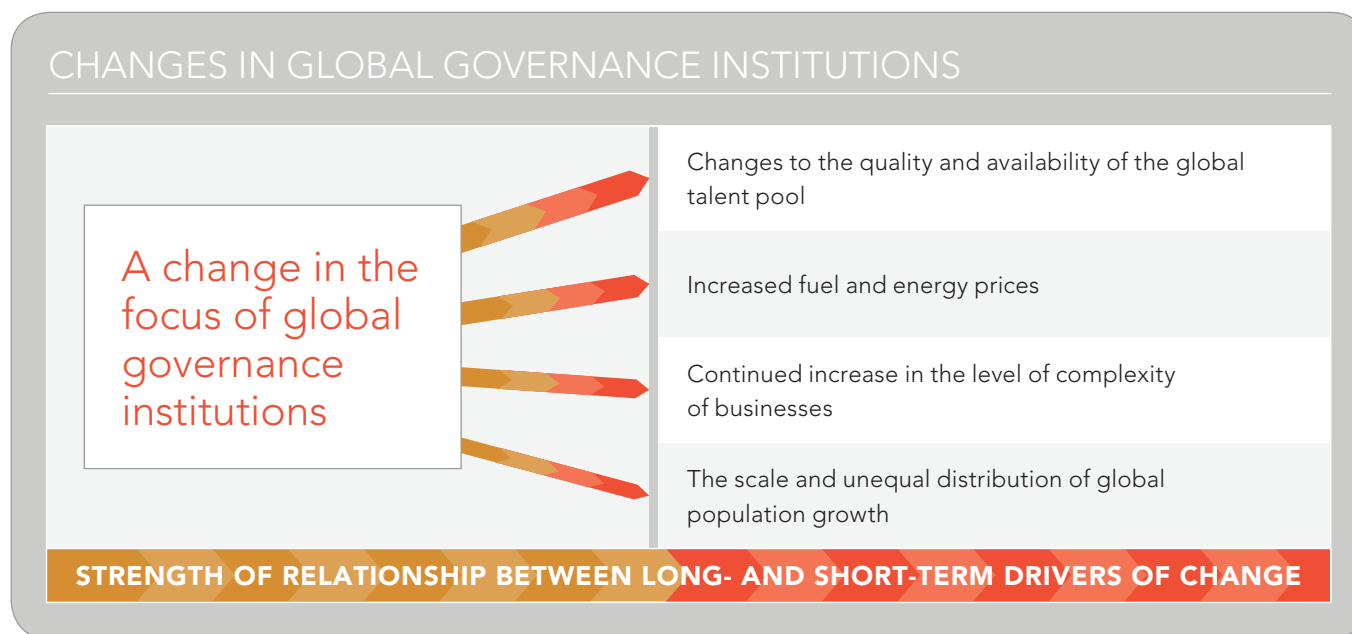 CHANGES IN GLOBAL GOVERNANCE INSTITUTIONS
A change in the
focus of global
governance
institutions
Changes to the quality and availability of the global
talent pool
Increased fuel and energy prices
Continued increase in the level of complexity
of businesses
The scale and unequal distribution of global
population growth
STRENGTH OF RELATIONSHIP BETWEEN LONG- AND SHORT-TERM DRIVERS OF CHANGE